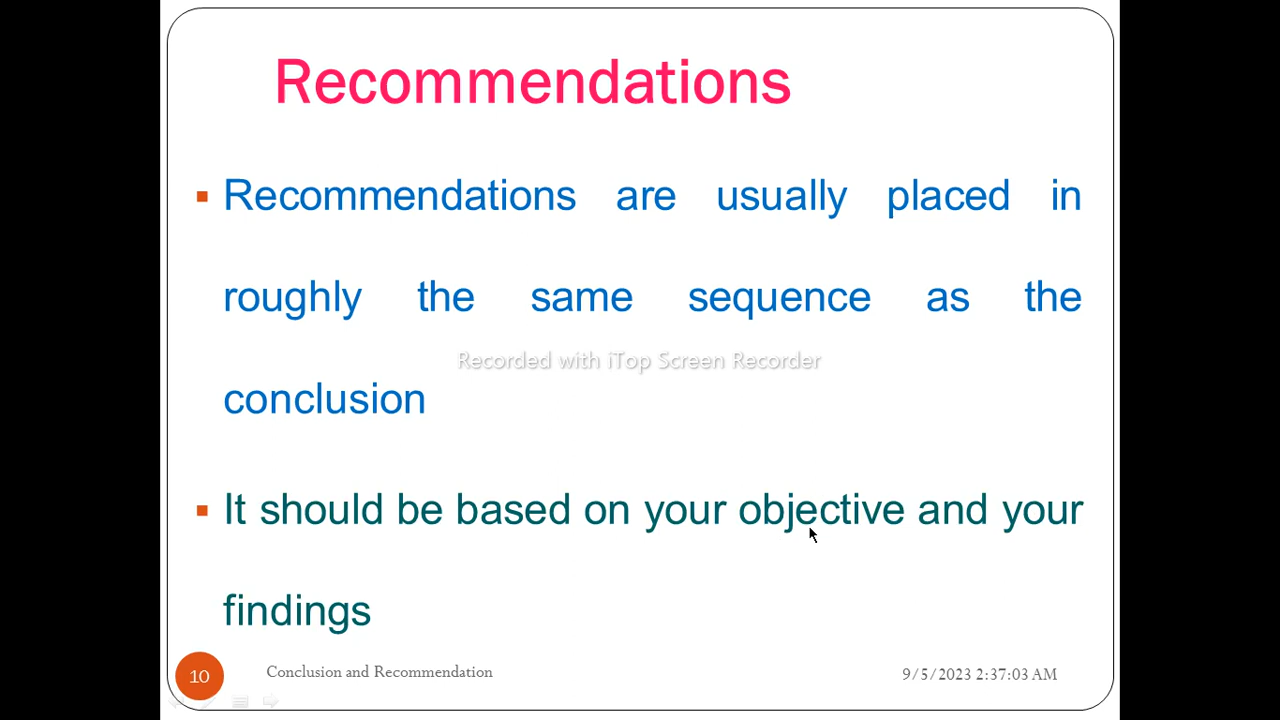 Recommendations
▪ Recommendations are usually placed in
roughly the same sequence as the
Recorded with iTop Screen Recorder
conclusion
▪ It should be based on your objective and your
findings
10 Conclusion and Recommendation 9/5/2023 2:37:03 AM